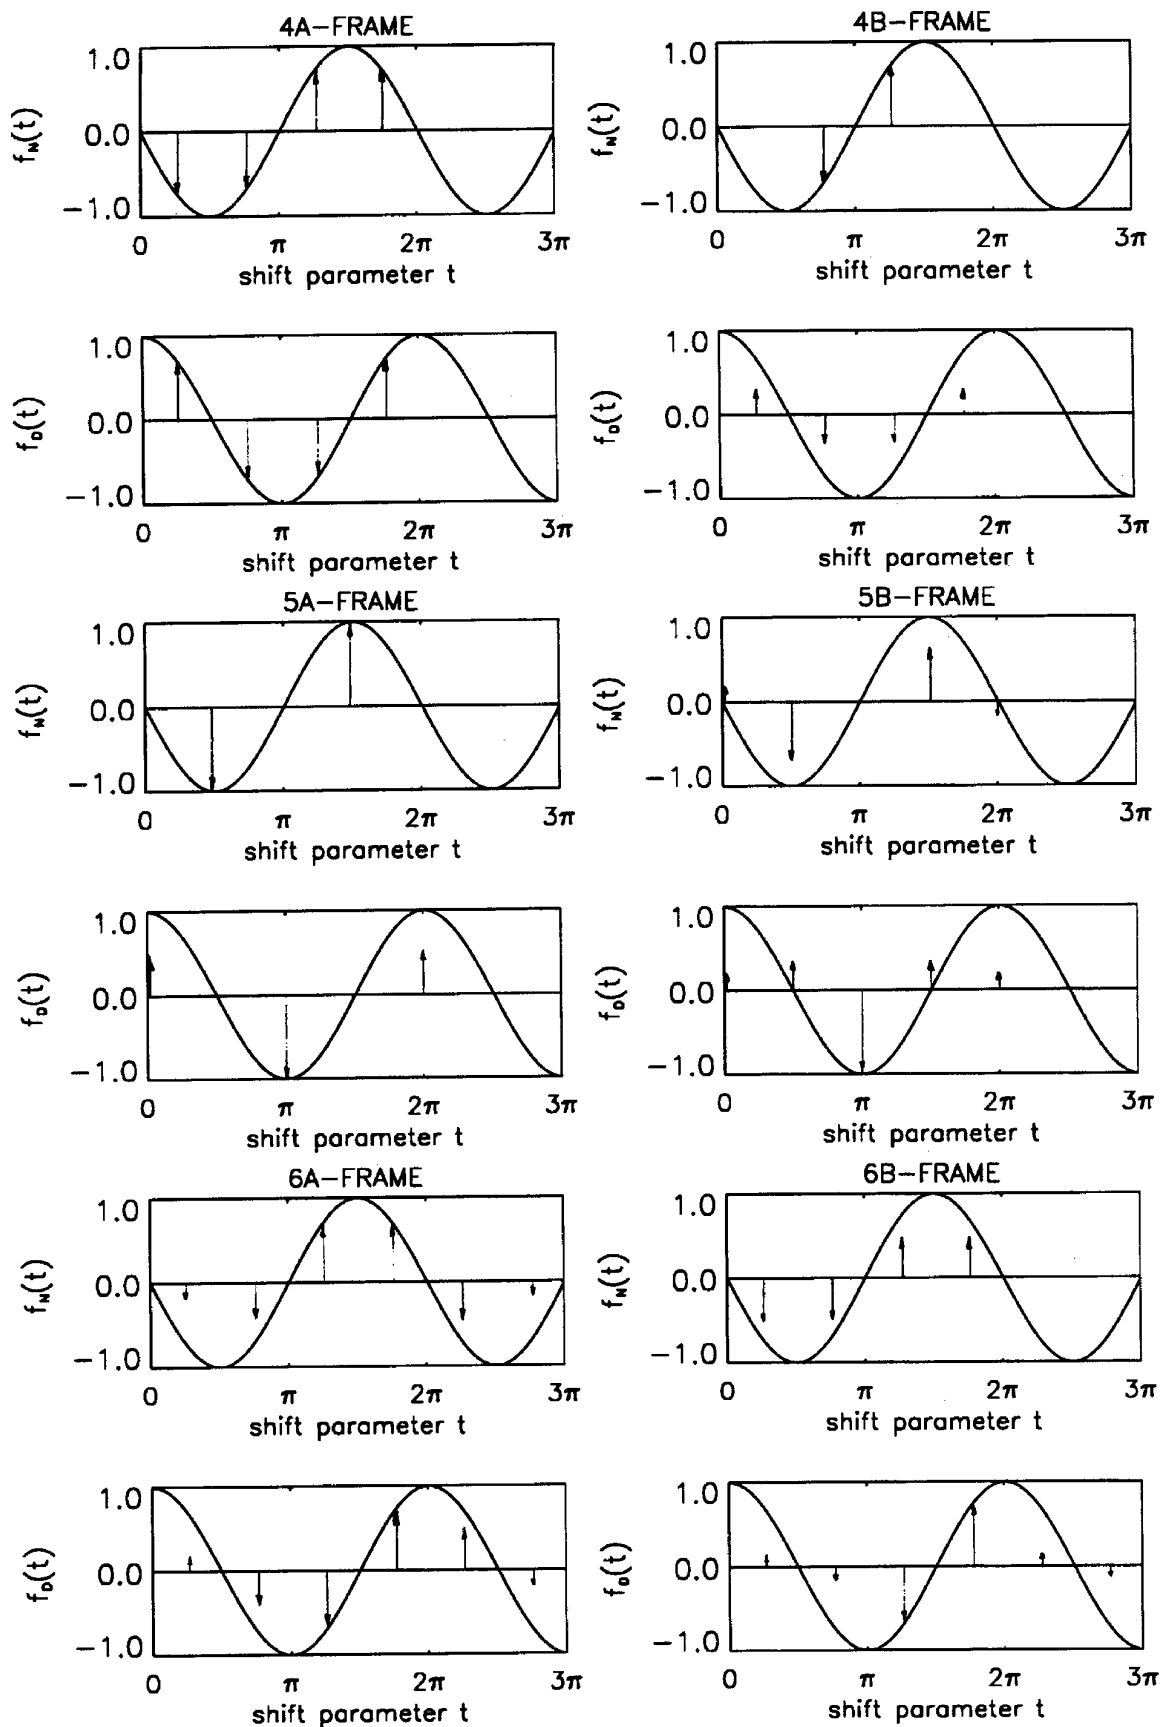 4A-FRAME
4B-FRAME
1.0
0.0
-1.0
f_N(t)
0 π 2π 3π
shift parameter t
1.0
0.0
-1.0
f_N(t)
0 π 2π 3π
shift parameter t
1.0
0.0
-1.0
f_D(t)
0 π 2π 3π
shift parameter t
1.0
0.0
-1.0
f_D(t)
0 π 2π 3π
shift parameter t
5A-FRAME
5B-FRAME
1.0
0.0
-1.0
f_N(t)
0 π 2π 3π
shift parameter t
1.0
0.0
-1.0
f_N(t)
0 π 2π 3π
shift parameter t
1.0
0.0
-1.0
f_D(t)
0 π 2π 3π
shift parameter t
1.0
0.0
-1.0
f_D(t)
0 π 2π 3π
shift parameter t
6A-FRAME
6B-FRAME
1.0
0.0
-1.0
f_N(t)
0 π 2π 3π
shift parameter t
1.0
0.0
-1.0
f_N(t)
0 π 2π 3π
shift parameter t
1.0
0.0
-1.0
f_D(t)
0 π 2π 3π
shift parameter t
1.0
0.0
-1.0
f_D(t)
0 π 2π 3π
shift parameter t